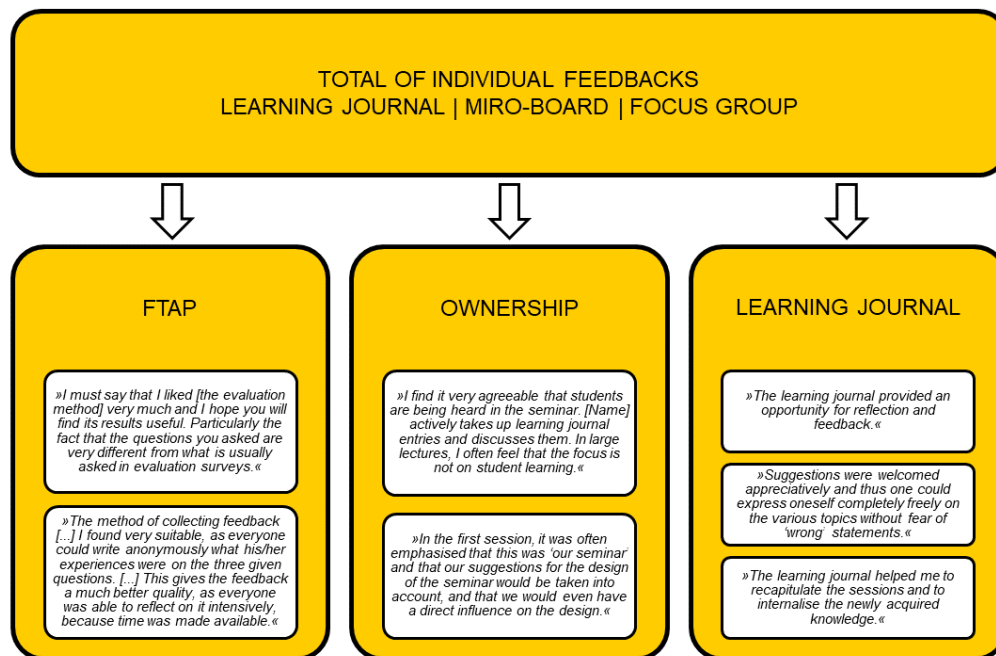 TOTAL OF INDIVIDUAL FEEDBACKS
LEARNING JOURNAL | MIRO-BOARD | FOCUS GROUP
FTAP
»I must say that I liked [the evaluation
method] very much and I hope you will
find its results useful. Particularly the
fact that the questions you asked are
very different from what is usually
asked in evaluation surveys.«
»The method of collecting feedback
[...] I found very suitable, as everyone
could write anonymously what his/her
experiences were on the three given
questions. [...] This gives the feedback
a much better quality, as everyone
was able to reflect on it intensively,
because time was made available.«
OWNERSHIP
»I find it very agreeable that students
are being heard in the seminar. [Name]
actively takes up learning journal
entries and discusses them. In large
lectures, I often feel that the focus is
not on student learning.«
»In the first session, it was often
emphasised that this was ‘our seminar’
and that our suggestions for the design
of the seminar would be taken into
account, and that we would even have
a direct influence on the design.«
LEARNING JOURNAL
»The learning journal provided an
opportunity for reflection and
feedback.«
»Suggestions were welcomed
appreciatively and thus one could
express oneself completely freely on
the various topics without fear of
‘wrong’ statements.«
»The learning journal helped me to
recapitulate the sessions and to
internalise the newly acquired
knowledge.«